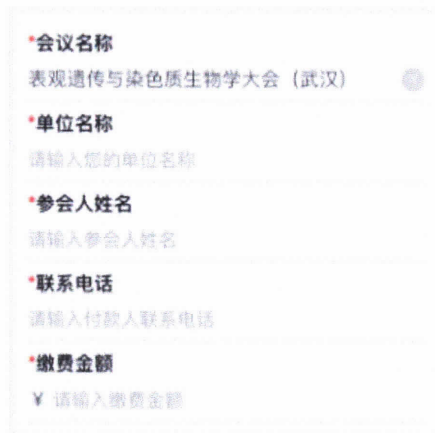 *会议名称
表观遗传与染色质生物学大会（武汉）
*单位名称
请输入您的单位名称
*参会人姓名
请输入参会人姓名
*联系电话
请输入付款人联系电话
*缴费金额
¥ 请输入缴费金额